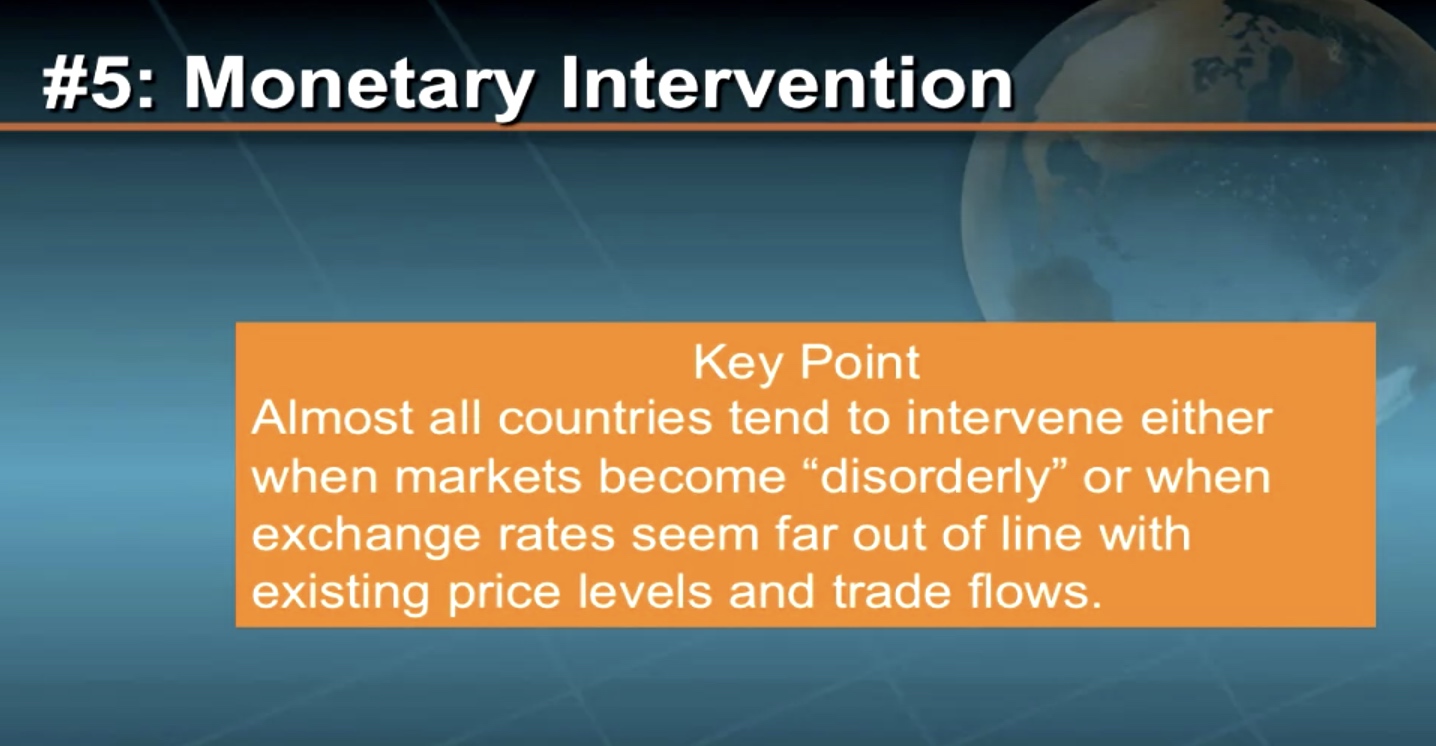 #5: Monetary Intervention
Key Point
Almost all countries tend to intervene either
when markets become “disorderly” or when
exchange rates seem far out of line with
existing price levels and trade flows.